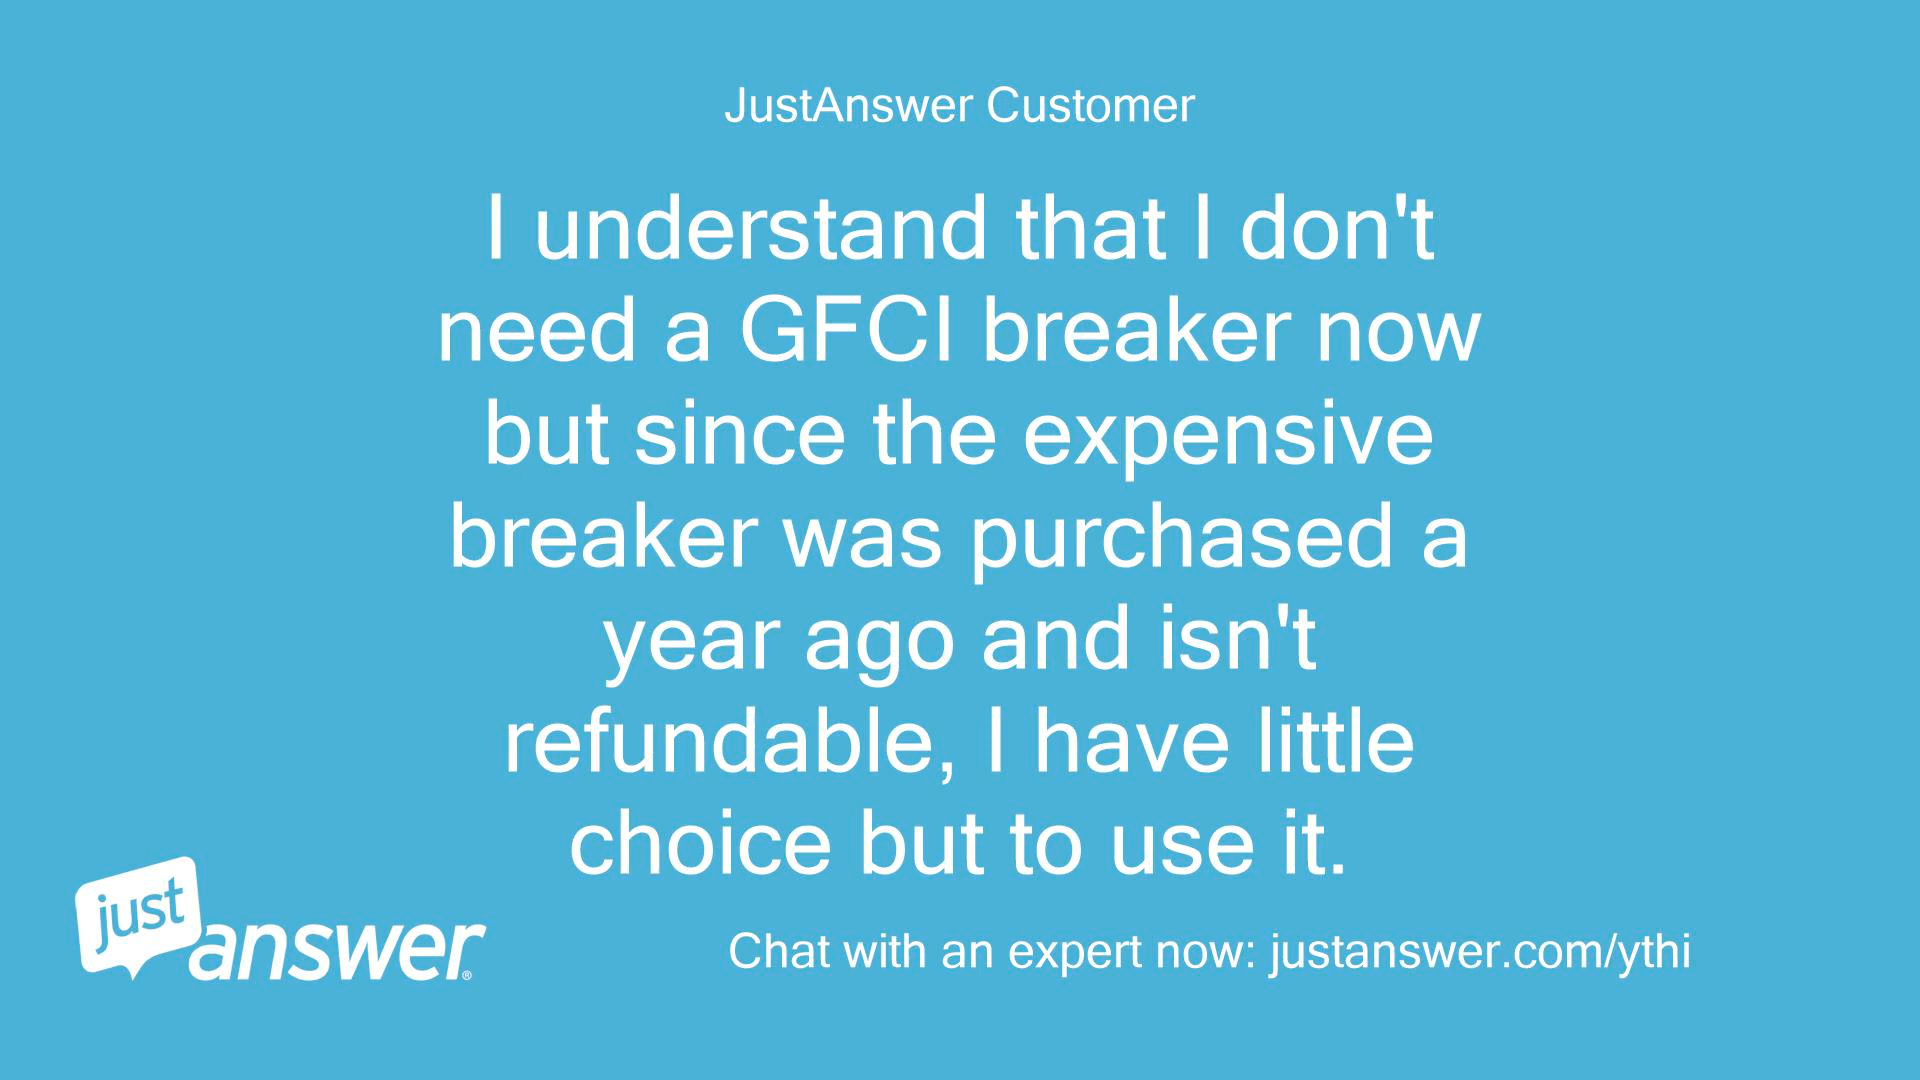 JustAnswer Customer
I understand that I don't
need a GFCI breaker now
but since the expensive
breaker was purchased a
year ago and isn't
refundable, I have little
choice but to use it.
just
answer®
Chat with an expert now: justanswer.com/ythi